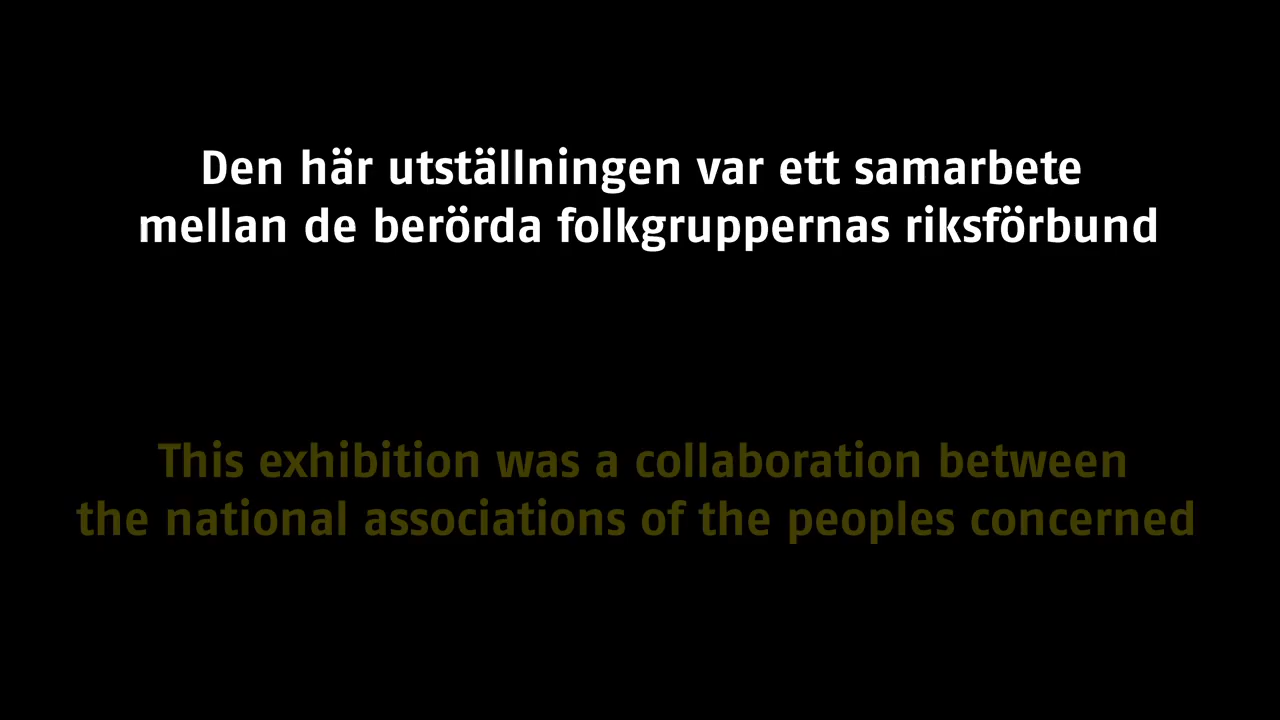 Den här utställningen var ett samarbete
mellan de berörda folkgruppernas riksförbund
This exhibition was a collaboration between
the national associations of the peoples concerned